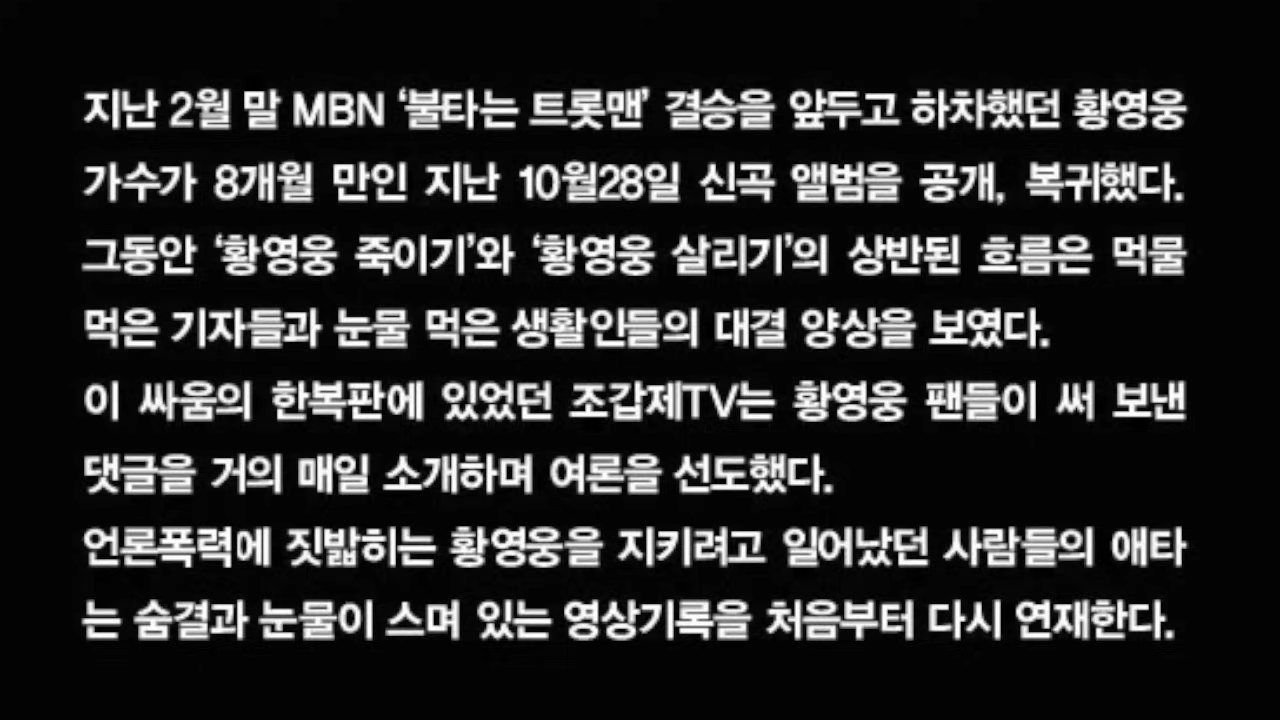 지난 2월 말 MBN ‘불타는 트롯맨’ 결승을 앞두고 하차했던 황영웅
가수가 8개월 만인 지난 10월28일 신곡 앨범을 공개, 복귀했다.
그동안 ‘황영웅 죽이기’와 ‘황영웅 살리기’의 상반된 흐름은 먹물
먹은 기자들과 눈물 먹은 생활인들의 대결 양상을 보였다.
이 싸움의 한복판에 있었던 조갑제TV는 황영웅 팬들이 써 보낸
댓글을 거의 매일 소개하며 여론을 선도했다.
언론폭력에 짓밟히는 황영웅을 지키려고 일어났던 사람들의 애타
는 숨결과 눈물이 스며 있는 영상기록을 처음부터 다시 연재한다.